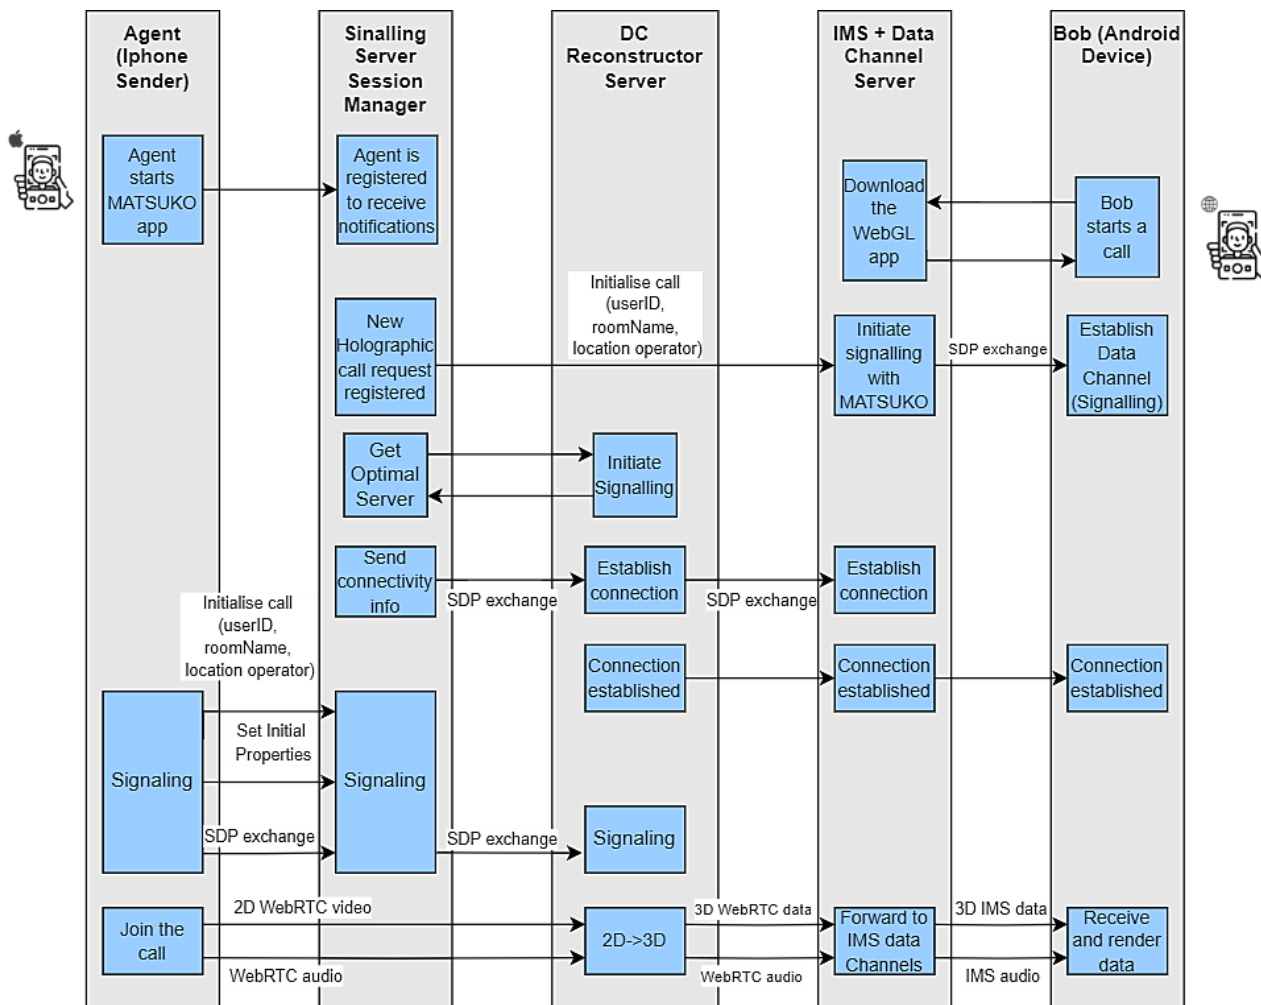 Agent
(Iphone
Sender)
Sinalling
Server
Session
Manager
DC
Reconstructor
Server
IMS + Data
Channel
Server
Bob (Android
Device)
Agent
starts
MATSUKO
app
Agent is
registered
to receive
notifications
Download
the
WebGL
app
Bob
starts a
call
New
Holographic
call request
registered
Initialise call
(userID,
roomName,
location operator)
Initiate
signalling
with
MATSUKO
SDP exchange
Establish
Data
Channel
(Signalling)
Get
Optimal
Server
Initiate
Signalling
Send
connectivity
info
SDP exchange
Establish
connection
SDP exchange
Establish
connection
Initialise call
(userID,
roomName,
location operator)
Connection
established
Connection
established
Connection
established
Signaling
Set Initial
Properties
SDP exchange
Signaling
SDP exchange
Signaling
Join the
call
2D WebRTC video
WebRTC audio
2D->3D
3D WebRTC data
WebRTC audio
Forward to
IMS data
Channels
3D IMS data
IMS audio
Receive
and render
data